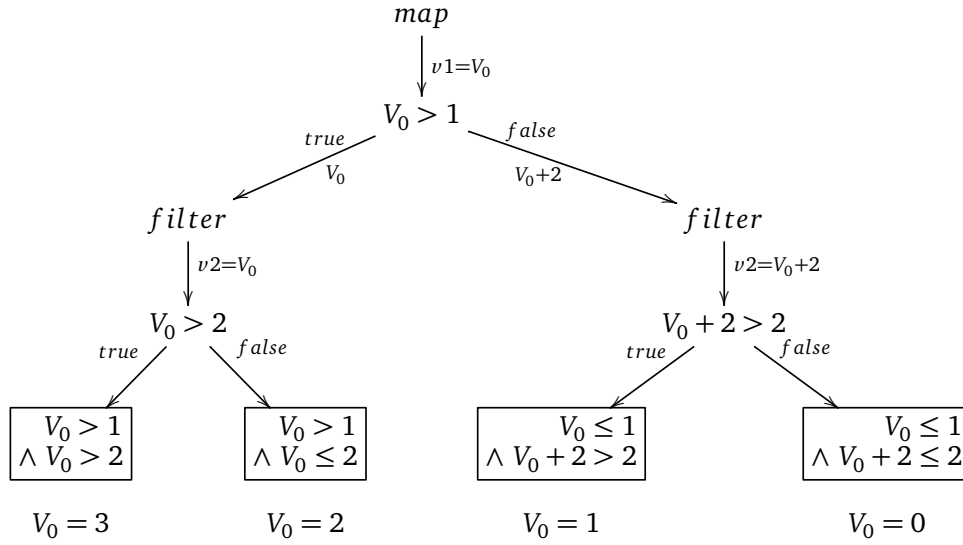 map
v1=V₀
V₀ > 1
true
false
V₀
V₀+2
filter
filter
v2=V₀
v2=V₀+2
V₀ > 2
V₀ + 2 > 2
true
false
true
false
V₀ > 1
∧ V₀ > 2
V₀ > 1
∧ V₀ ≤ 2
V₀ ≤ 1
∧ V₀ + 2 > 2
V₀ ≤ 1
∧ V₀ + 2 ≤ 2
V₀ = 3
V₀ = 2
V₀ = 1
V₀ = 0